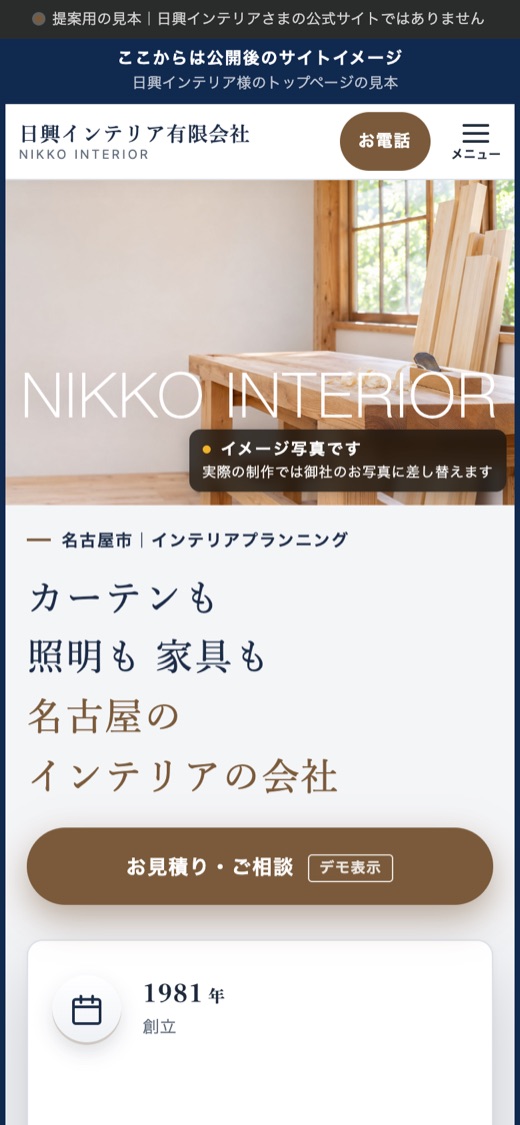 提案用の見本｜日興インテリアさまの公式サイトではありません
ここからは公開後のサイトイメージ
日興インテリア様のトップページの見本
日興インテリア有限会社
NIKKO INTERIOR
お電話
メニュー
NIKKO INTERIOR
イメージ写真です
実際の制作では御社のお写真に差し替えます
名古屋市｜インテリアプランニング
カーテンも
照明も 家具も
名古屋の
インテリアの会社
お見積り・ご相談 デモ表示
1981年
創立